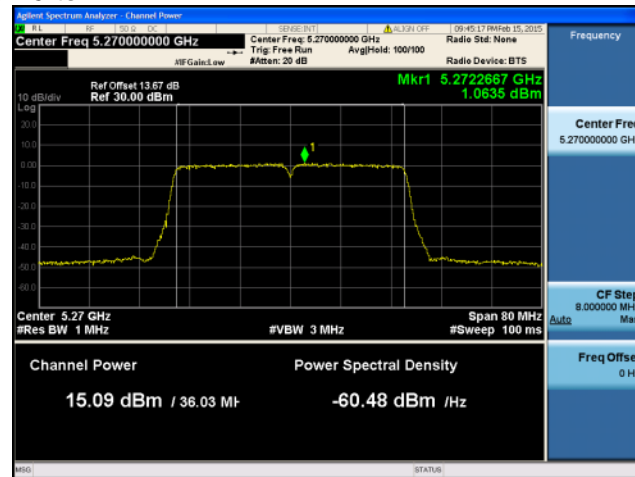 Agilent Spectrum Analyzer - Channel Power
RL RF 50 Ω DC SENSE:INT ALIGN OFF 09:45:17 PM Feb 15, 2015
Center Freq 5.270000000 GHz
Center Freq: 5.270000000 GHz
Radio Std: None
Trig: Free Run Avg|Hold: 100/100
#IFGain:Low #Atten: 20 dB Radio Device: BTS
Frequency
Ref Offset 13.67 dB
Mkr1 5.2722667 GHz
10 dB/div Ref 30.00 dBm 1.0635 dBm
Log
20.0
10.0
0.00
-10.0
-20.0
-30.0
-40.0
-50.0
-60.0
1
Center Fre
5.270000000 GH
Center 5.27 GHz Span 80 MHz
#Res BW 1 MHz #VBW 3 MHz #Sweep 100 ms
CF Ste
8.000000 MH
Auto Ma
Channel Power Power Spectral Density
15.09 dBm / 36.03 MH -60.48 dBm /Hz
Freq Offse
0 H
MSG STATUS